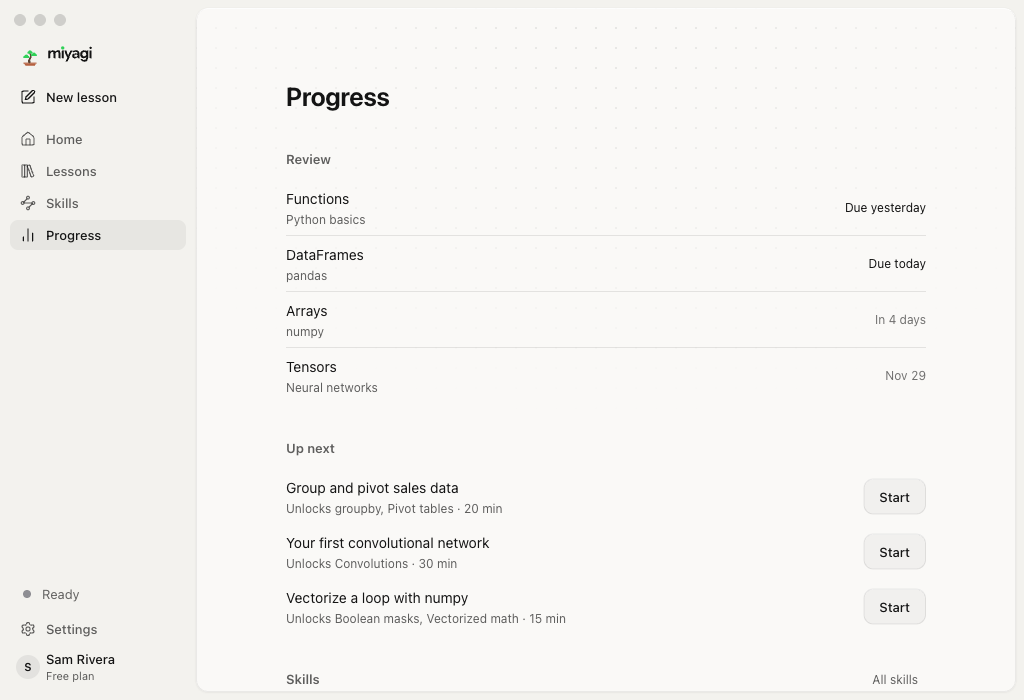 miyagi
New lesson
Home
Lessons
Skills
Progress
Ready
Settings
S
Sam Rivera
Free plan
Progress
Review
Functions
Python basics
Due yesterday
DataFrames
pandas
Due today
Arrays
numpy
In 4 days
Tensors
Neural networks
Nov 29
Up next
Group and pivot sales data
Unlocks groupby, Pivot tables · 20 min
Start
Your first convolutional network
Unlocks Convolutions · 30 min
Start
Vectorize a loop with numpy
Unlocks Boolean masks, Vectorized math · 15 min
Start
Skills
All skills